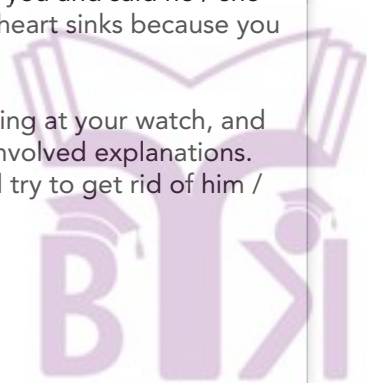 you and said he / she
heart sinks because you
ing at your watch, and
nvolved explanations.
try to get rid of him /